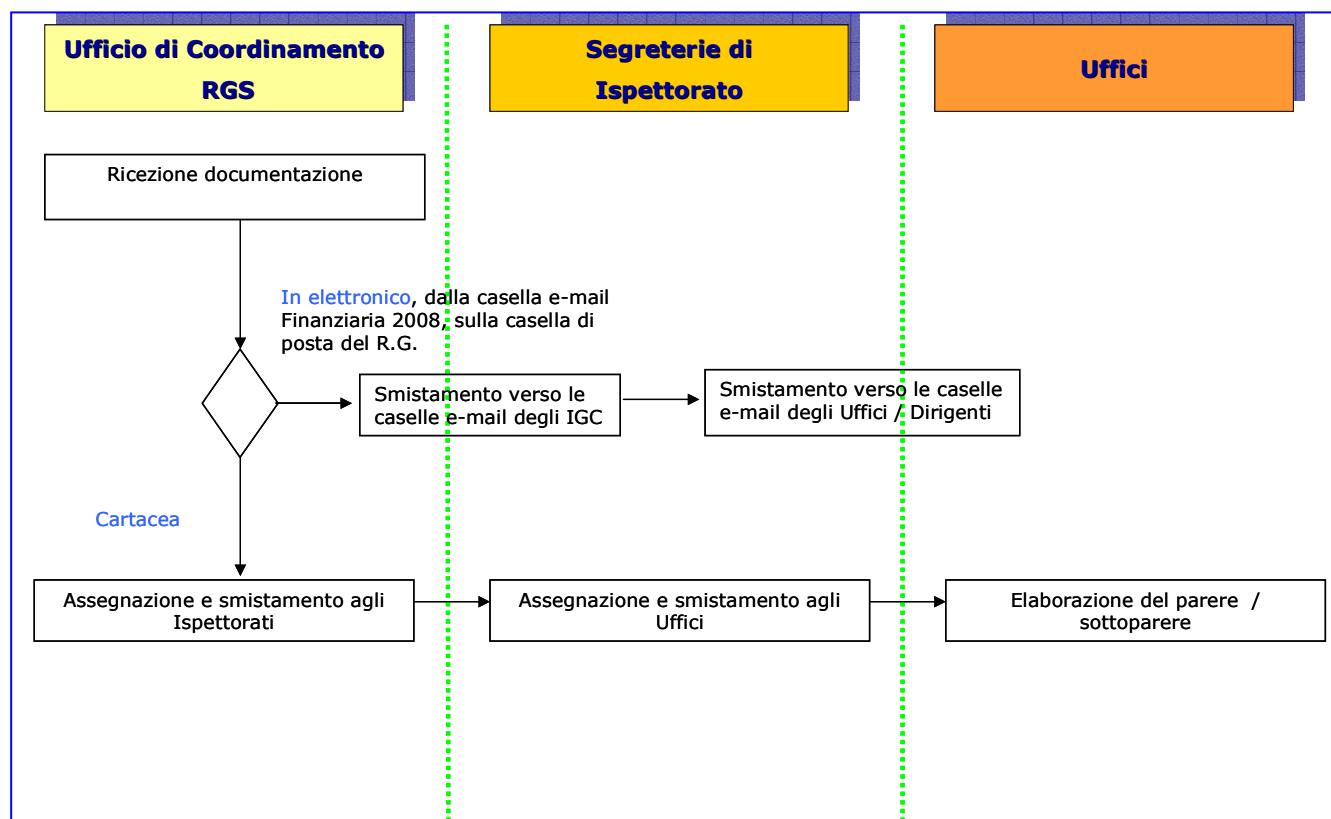 Ufficio di Coordinamento
RGS
Segreterie di
Ispettorato
Uffici
Ricezione documentazione
In elettronico, dalla casella e-mail
Finanziaria 2008, sulla casella di
posta del R.G.
Smistamento verso le
caselle e-mail degli IGC
Smistamento verso le caselle
e-mail degli Uffici / Dirigenti
Cartacea
Assegnazione e smistamento agli
Ispettorati
Assegnazione e smistamento agli
Uffici
Elaborazione del parere /
sottoparere